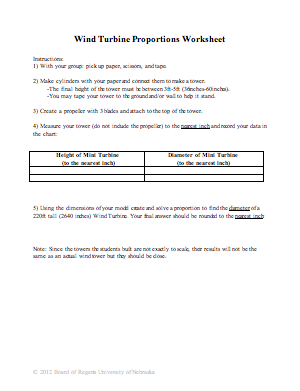 Wind Turbine Proportions Worksheet
Instructions:
1) With your group: pick up paper, scissors, and tape.
2) Make cylinders with your paper and connect them to make a tower.
-The final height of the tower must be between 3ft-5ft (36inches-60inches).
-You may tape your tower to the ground and/or wall to help it stand.
3) Create a propeller with 3 blades and attach to the top of the tower.
4) Measure your tower (do not include the propeller) to the nearest inch and record your data in
the chart:
Height of Mini Turbine Diameter of Mini Turbine
(to the nearest inch) (to the nearest inch)
5) Using the dimensions of your model create and solve a proportion to find the diameter of a
220ft tall (2640 inches) Wind Turbine. Your final answer should be rounded to the nearest inch.
Note: Since the towers the students built are not exactly to scale, their results will not be the
same as an actual wind tower but they should be close.
© 2012 Board of Regents University of Nebraska